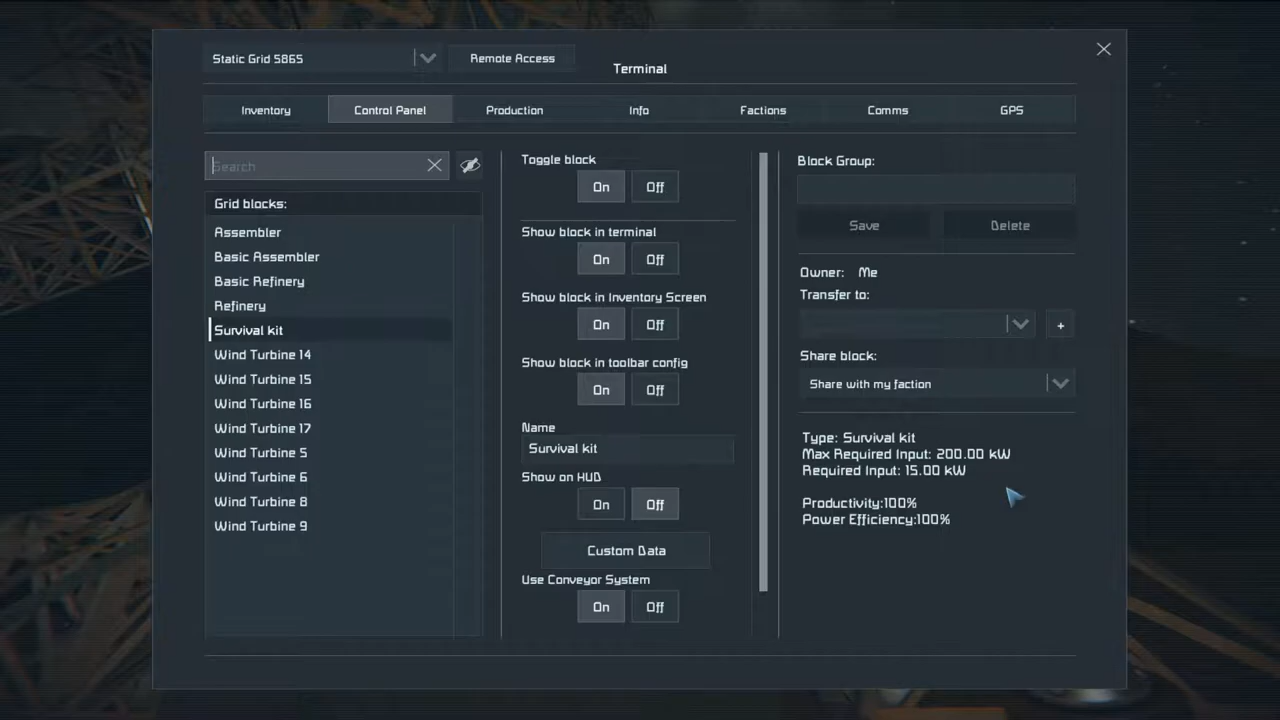 Static Grid 5865
Remote Access
Terminal
Inventory
Control Panel
Production
Info
Factions
Comms
GPS
Search
Grid blocks:
Assembler
Basic Assembler
Basic Refinery
Refinery
Survival kit
Wind Turbine 14
Wind Turbine 15
Wind Turbine 16
Wind Turbine 17
Wind Turbine 5
Wind Turbine 6
Wind Turbine 8
Wind Turbine 9
Toggle block
On Off
Show block in terminal
On Off
Show block in Inventory Screen
On Off
Show block in toolbar config
On Off
Name
Survival kit
Show on HUD
On Off
Custom Data
Use Conveyor System
On Off
Block Group:
Save Delete
Owner: Me
Transfer to:
+
Share block:
Share with my faction
Type: Survival kit
Max Required Input: 200.00 kW
Required Input: 15.00 kW
Productivity:100%
Power Efficiency:100%